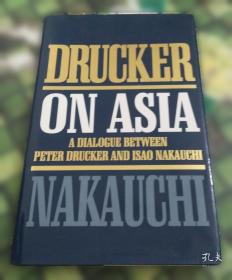 DRUCKER
ON ASIA
A DIALOGUE BETWEEN
PETER DRUCKER AND ISAO NAKAUCHI
NAKAUCHI
孔夫